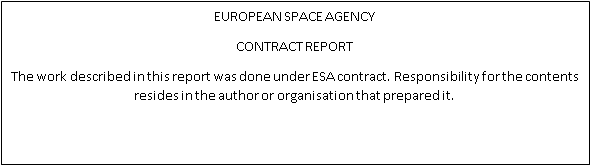 EUROPEAN SPACE AGENCY
CONTRACT REPORT
The work described in this report was done under ESA contract. Responsibility for the contents
resides in the author or organisation that prepared it.